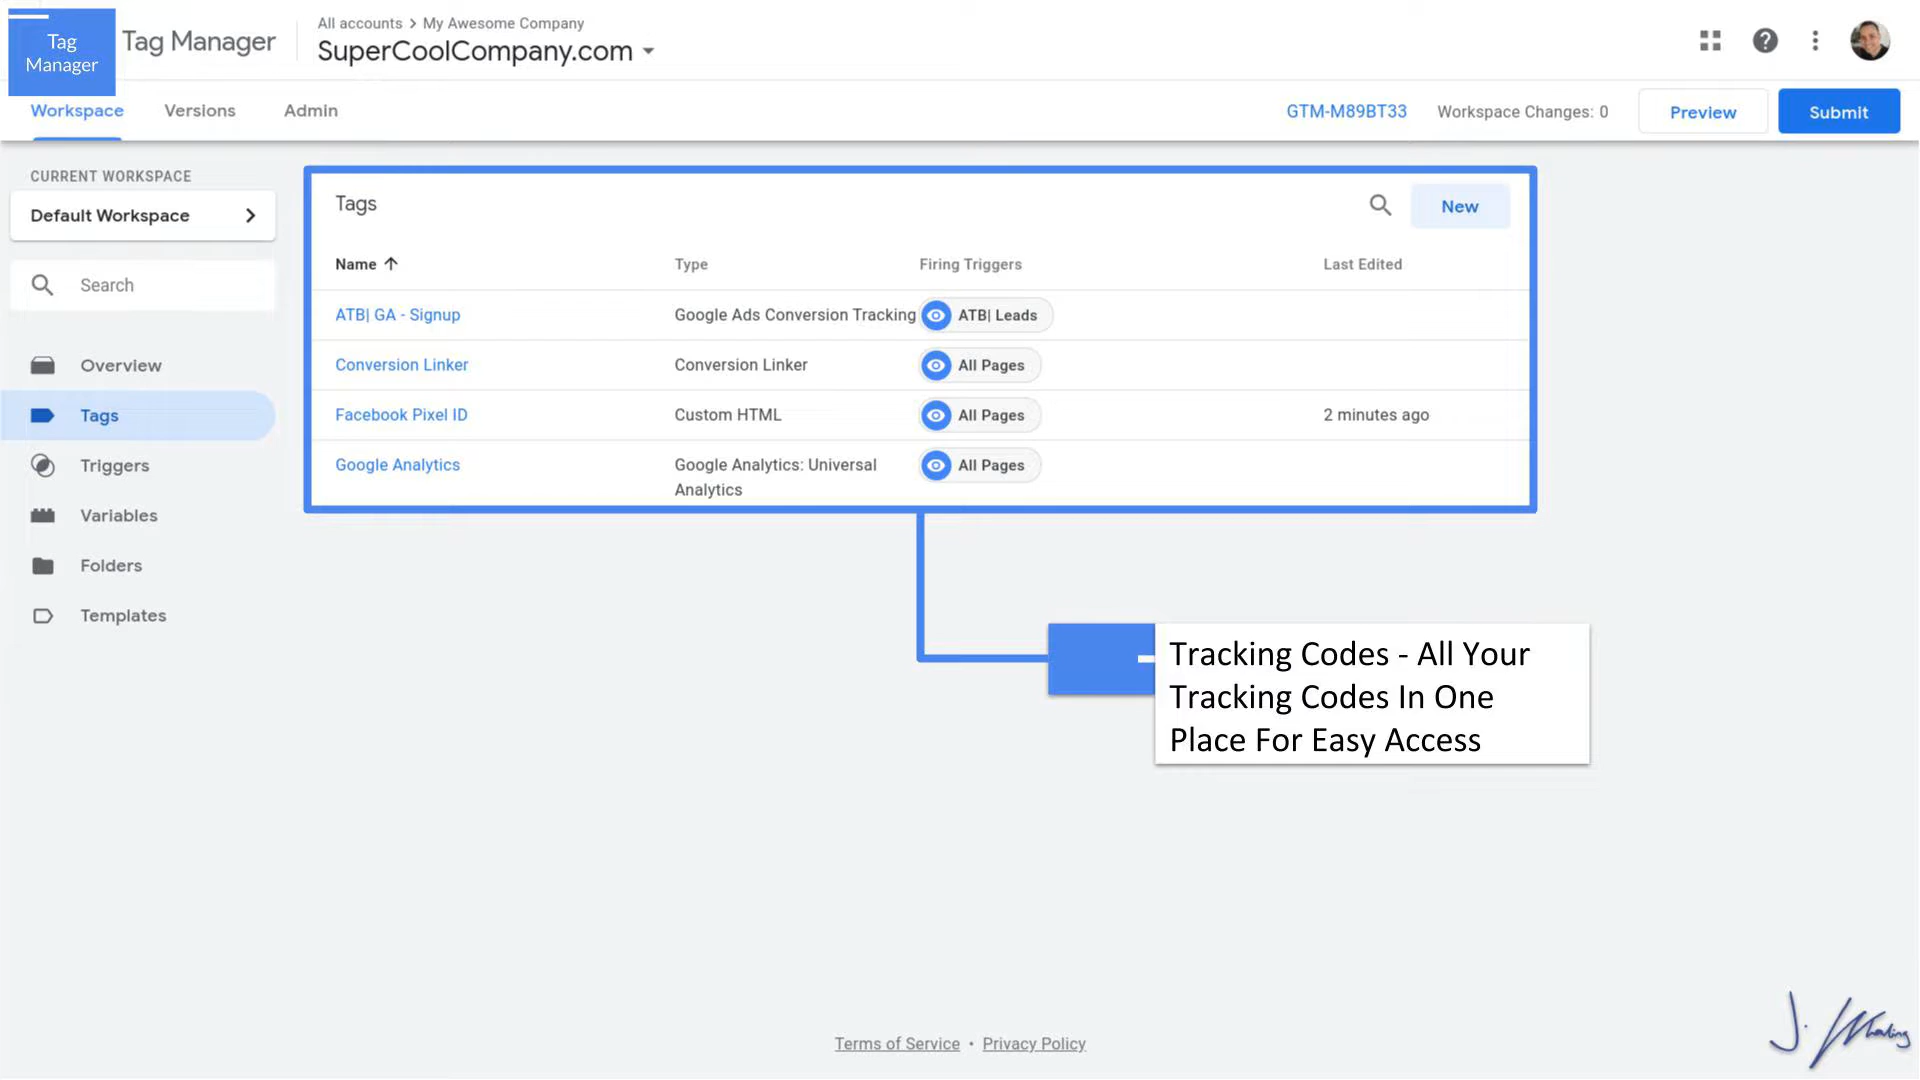 Tag
Manager
Tag Manager
All accounts > My Awesome Company
SuperCoolCompany.com
Workspace
Versions
Admin
GTM-M89BT33
Workspace Changes: 0
Preview
Submit
CURRENT WORKSPACE
Default Workspace
Search
Overview
Tags
Triggers
Variables
Folders
Templates
Tags
New
Name Type Firing Triggers Last Edited
ATB| GA - Signup Google Ads Conversion Tracking ATB| Leads
Conversion Linker Conversion Linker All Pages
Facebook Pixel ID Custom HTML All Pages 2 minutes ago
Google Analytics Google Analytics: Universal All Pages
Analytics
Tracking Codes - All Your
Tracking Codes In One
Place For Easy Access
Terms of Service • Privacy Policy